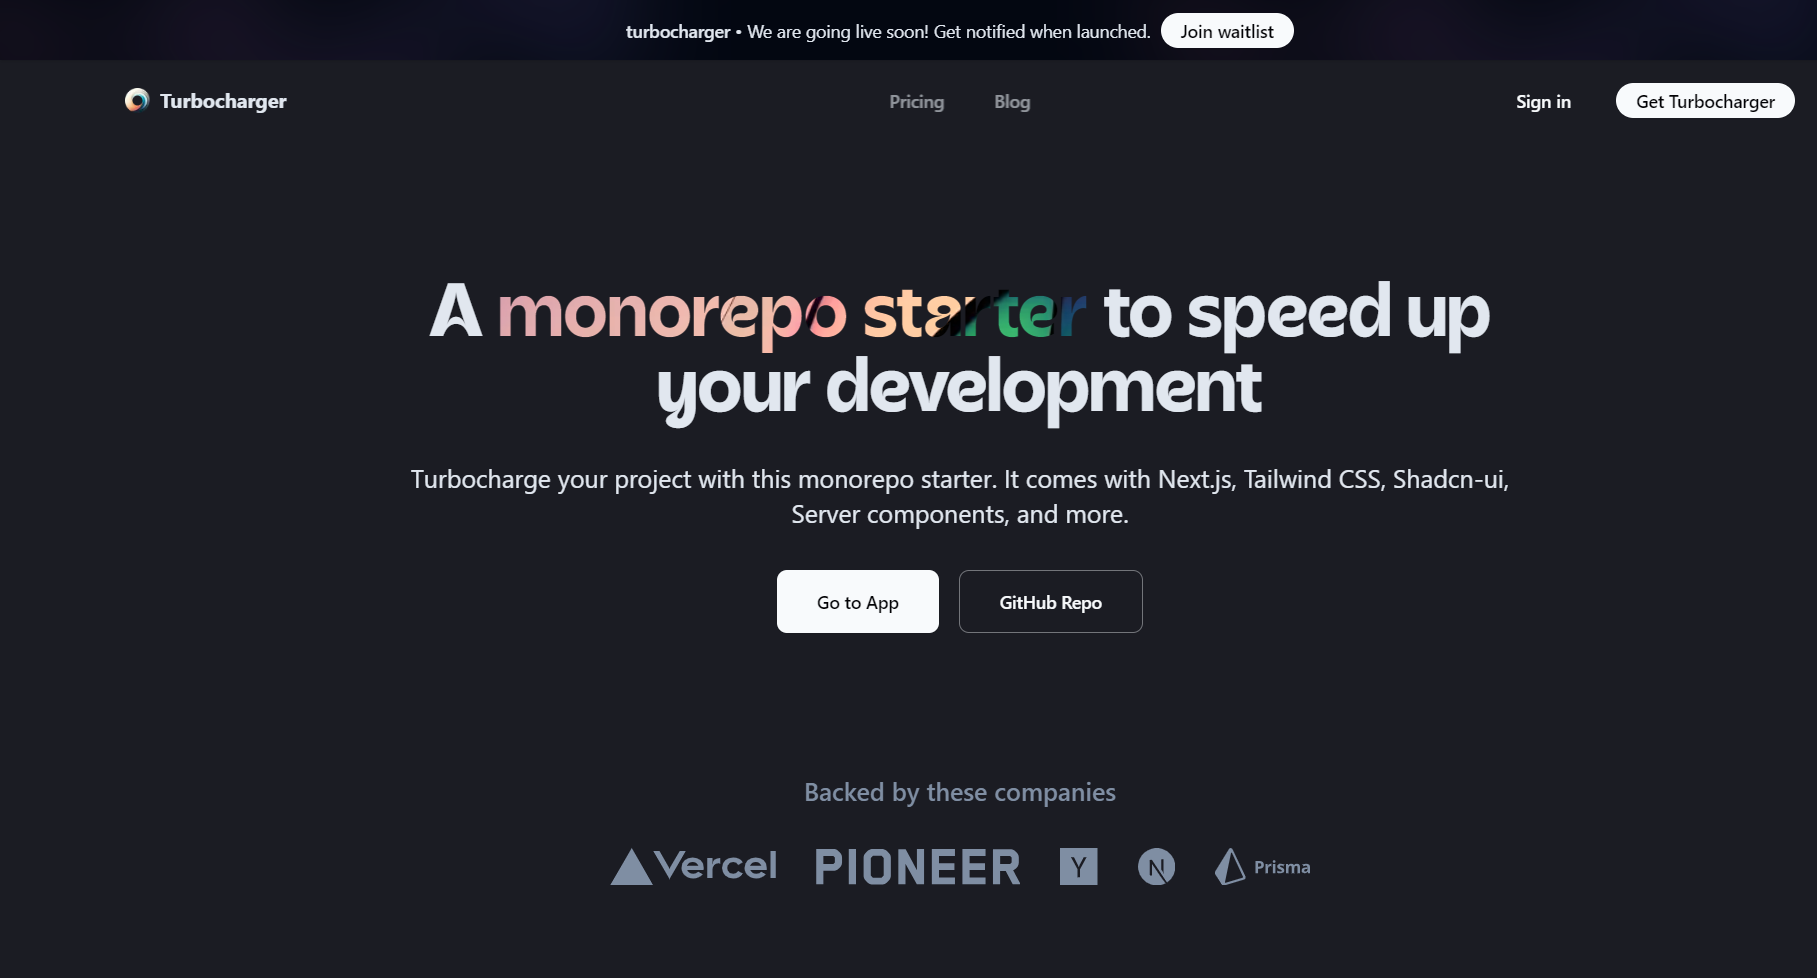 turbocharger • We are going live soon! Get notified when launched. Join waitlist
Turbocharger Pricing Blog Sign in Get Turbocharger
A monorepo starter to speed up
your development
Turbocharge your project with this monorepo starter. It comes with Next.js, Tailwind CSS, Shadcn-ui,
Server components, and more.
Go to App GitHub Repo
Backed by these companies
Vercel PIONEER Y N Prisma